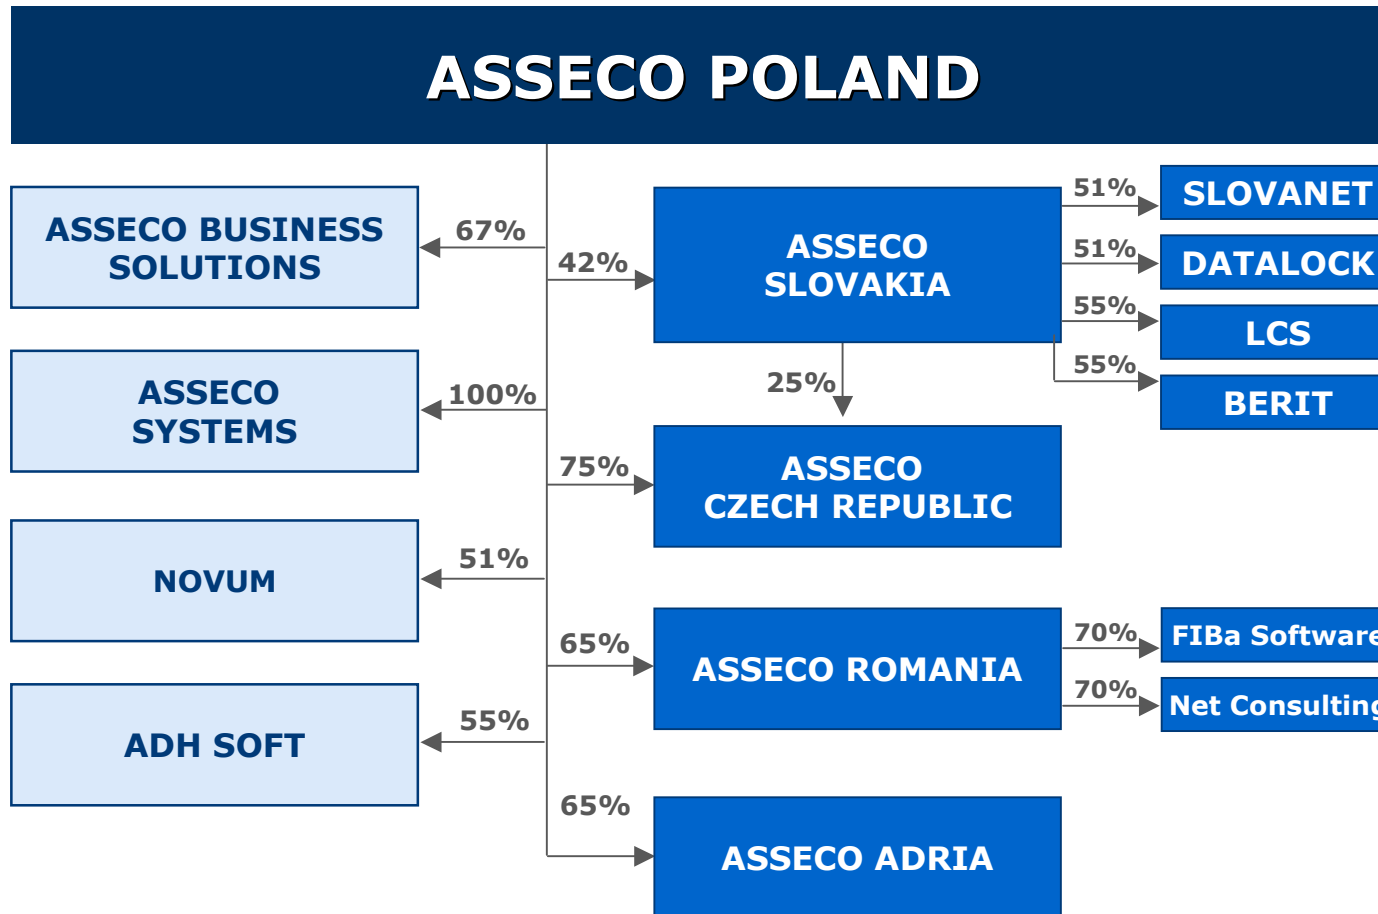 ASSECO POLAND
ASSECO BUSINESS
SOLUTIONS
67%
42%
ASSECO
SLOVAKIA
51%
SLOVANET
51%
DATALOCK
55%
LCS
55%
BERIT
25%
ASSECO
SYSTEMS
100%
75%
ASSECO
CZECH REPUBLIC
NOVUM
51%
65%
ASSECO ROMANIA
70%
FIBa Software
70%
Net Consulting
ADH SOFT
55%
65%
ASSECO ADRIA